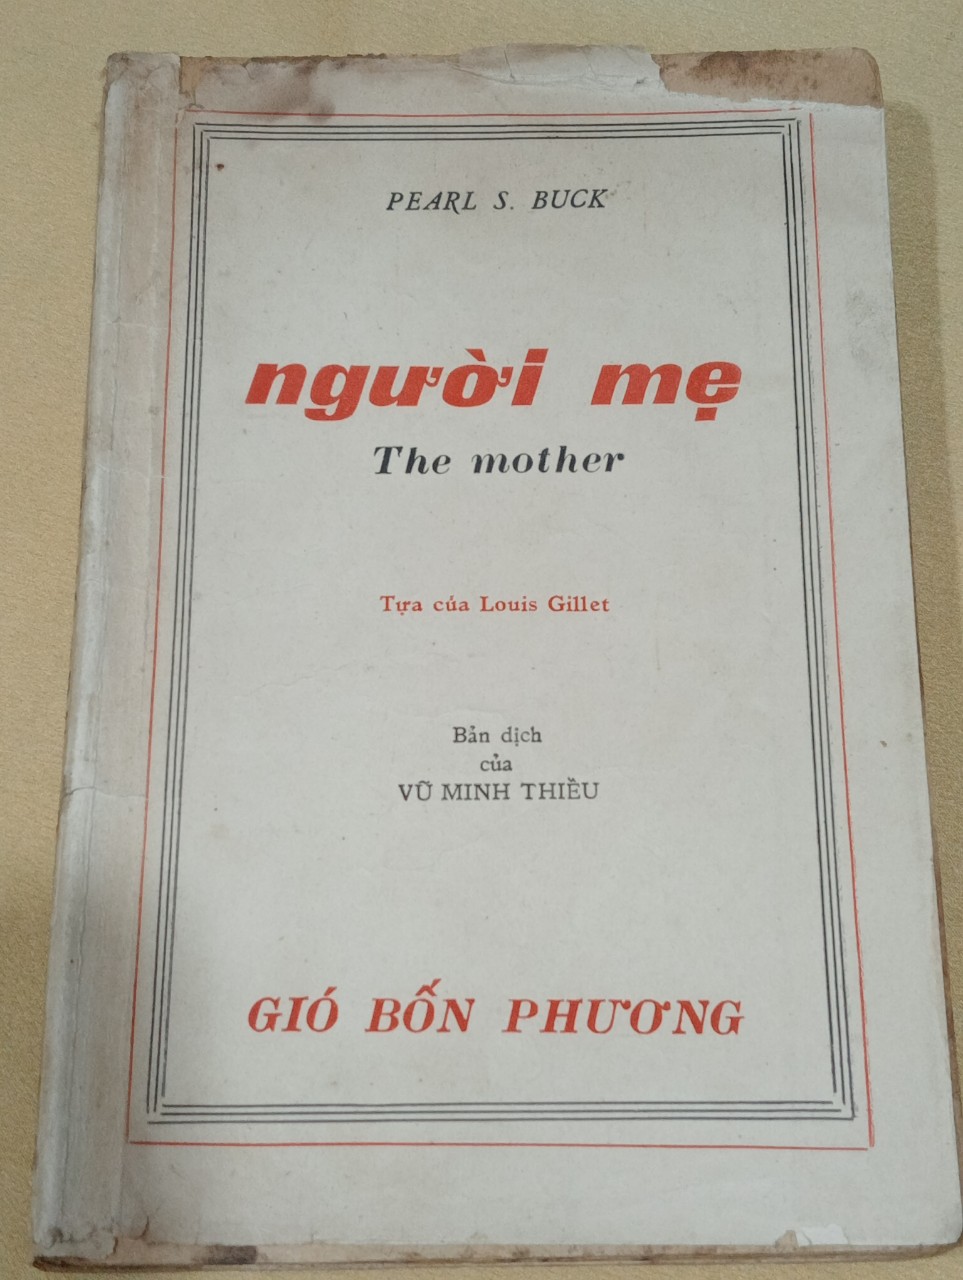 PEARL S. BUCK
người mẹ
The mother
Tựa của Louis Gillet
Bản dịch
của
VŨ MINH THIỀU
GIÓ BỐN PHƯƠNG